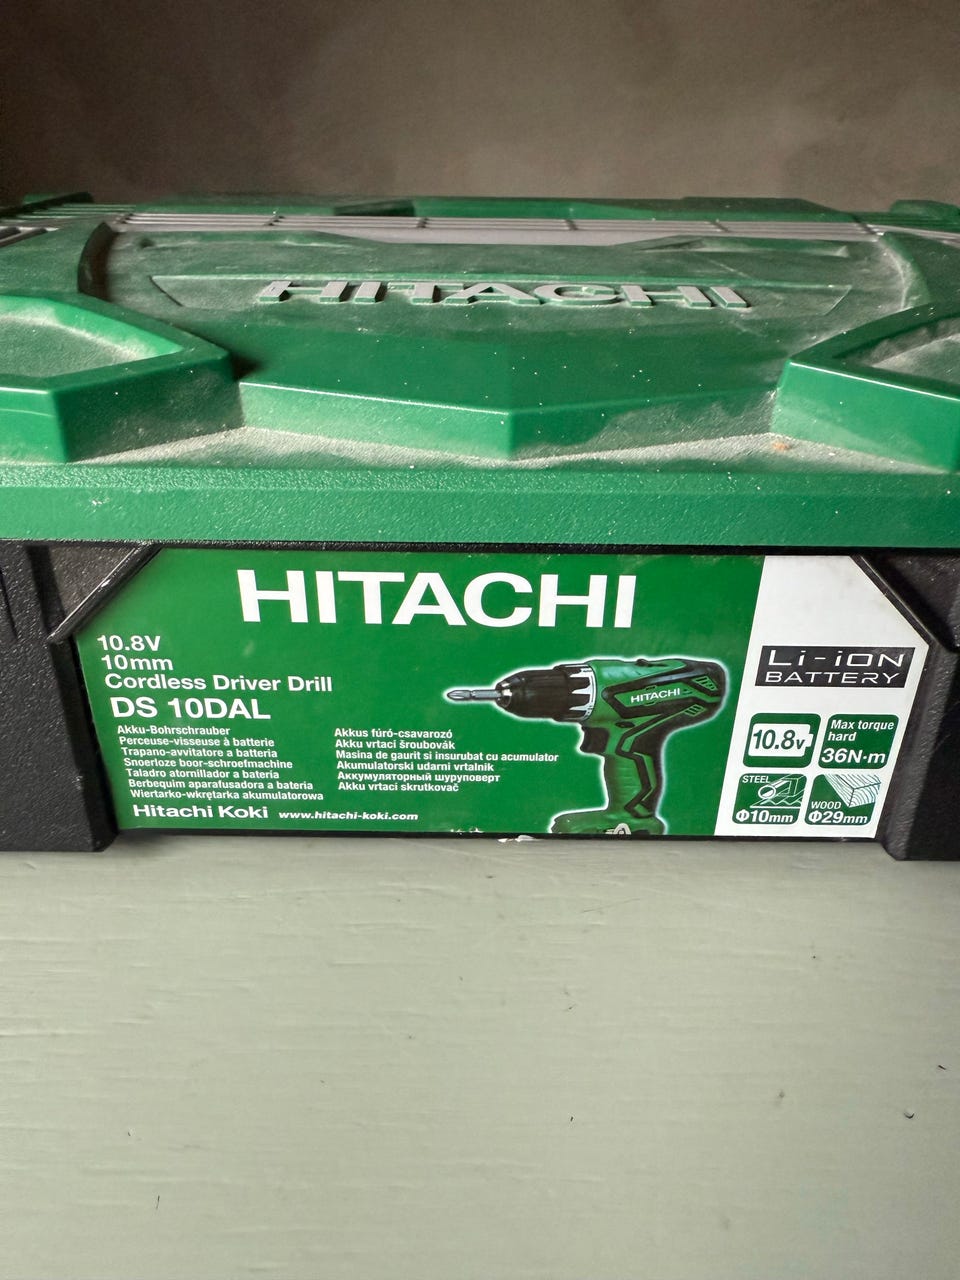 HITACHI
HITACHI
10.8V
10mm
Cordless Driver Drill
DS 10DAL
Akku-Bohrschrauber
Perceuse-visseuse à batterie
Trapano-avvitatore a batteria
Snoerloze boor-schroefmachine
Taladro atornillador a bateria
Berbequim aparafusadora a bateria
Wiertarko-wkrętarka akumulatorowa
Akkus fúró-csavarozó
Akku vrtací šroubovák
Masina de gaurit si insurubat cu acumulator
Akumulatorski udarni vrtalnik
Аккумуляторный шуруповерт
Akku vrtací skrutkovač
Hitachi Koki www.hitachi-koki.com
HITACHI
Li-ion
BATTERY
10.8v
Max torque
hard
36N·m
STEEL
Φ10mm
WOOD
Φ29mm